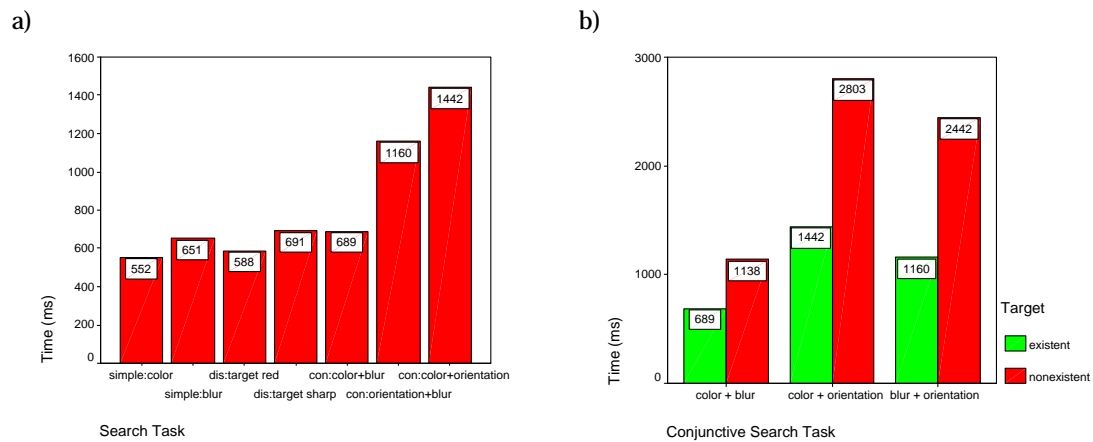 a)
b)
1600
1400
1200
1000
800
600
400
200
0
Time (ms)
552
651
588
691
689
1160
1442
simple:color
dis:target red
con:color+blur
con:color+orientation
simple:blur
dis:target sharp
con:orientation+blur
Search Task
3000
2000
1000
0
Time (ms)
689
1138
1442
2803
1160
2442
color + blur
color + orientation
blur + orientation
Conjunctive Search Task
Target
existent
nonexistent